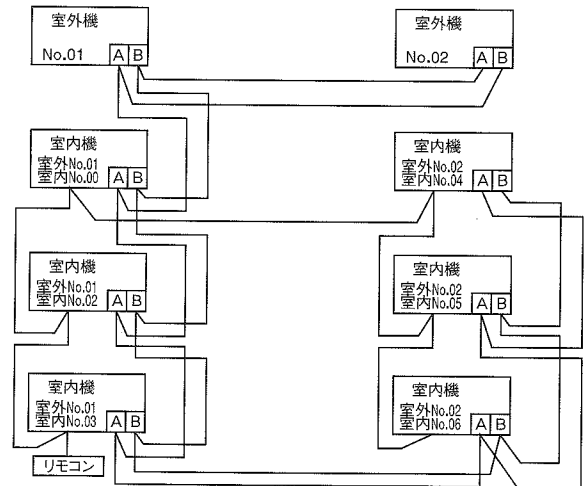 室外機
No.01 A B
室外機
No.02 A B
室内機
室外No.01
室内No.00 A B
室内機
室外No.02
室内No.04 A B
室内機
室外No.01
室内No.02 A B
室内機
室外No.02
室内No.05 A B
室内機
室外No.01
室内No.03 A B
リモコン
室内機
室外No.02
室内No.06 A B